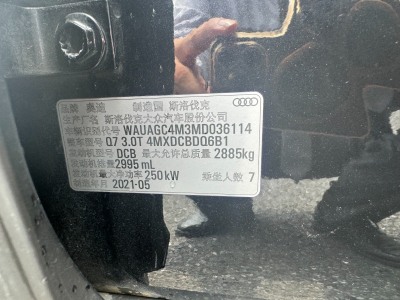 品牌 奥迪 制造国 斯洛伐克
生产厂名 斯洛伐克大众汽车股份公司
车辆识别代号 WAUAGC4M3MD036114
整车型号 Q7 3.0T 4MXDCBDQ6B1
发动机型号 DCB 最大允许总质量 2885kg
发动机排量 2995 mL
发动机最大净功率 250kW 乘坐人数 7
制造年月 2021-05